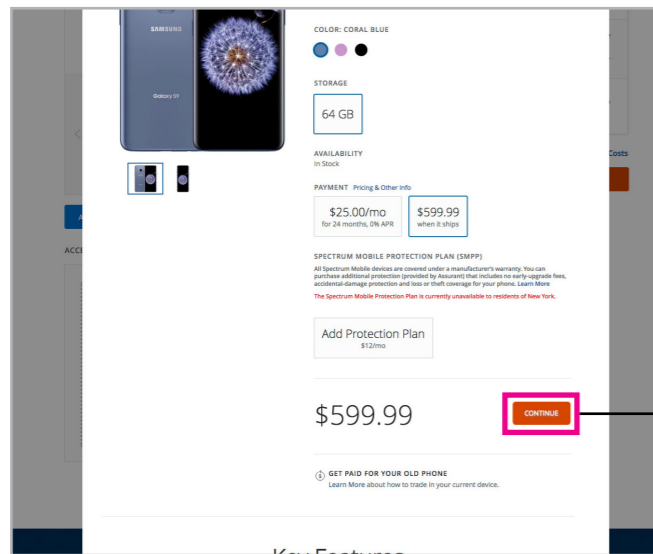 SAMSUNG
Galaxy S9
COLOR: CORAL BLUE
STORAGE
64 GB
AVAILABILITY
In Stock
Costs
PAYMENT Pricing & Other Info
$25.00/mo
for 24 months, 0% APR
$599.99
when it ships
A
ACCE
SPECTRUM MOBILE PROTECTION PLAN (SMPP)
All Spectrum Mobile devices are covered under a manufacturer's warranty. You can
purchase additional protection (provided by Assurant) that includes no early-upgrade fees,
accidental-damage protection and loss or theft coverage for your phone. Learn More
The Spectrum Mobile Protection Plan is currently unavailable to residents of New York.
Add Protection Plan
$12/mo
$599.99
CONTINUE
GET PAID FOR YOUR OLD PHONE
Learn More about how to trade in your current device.
Key Features